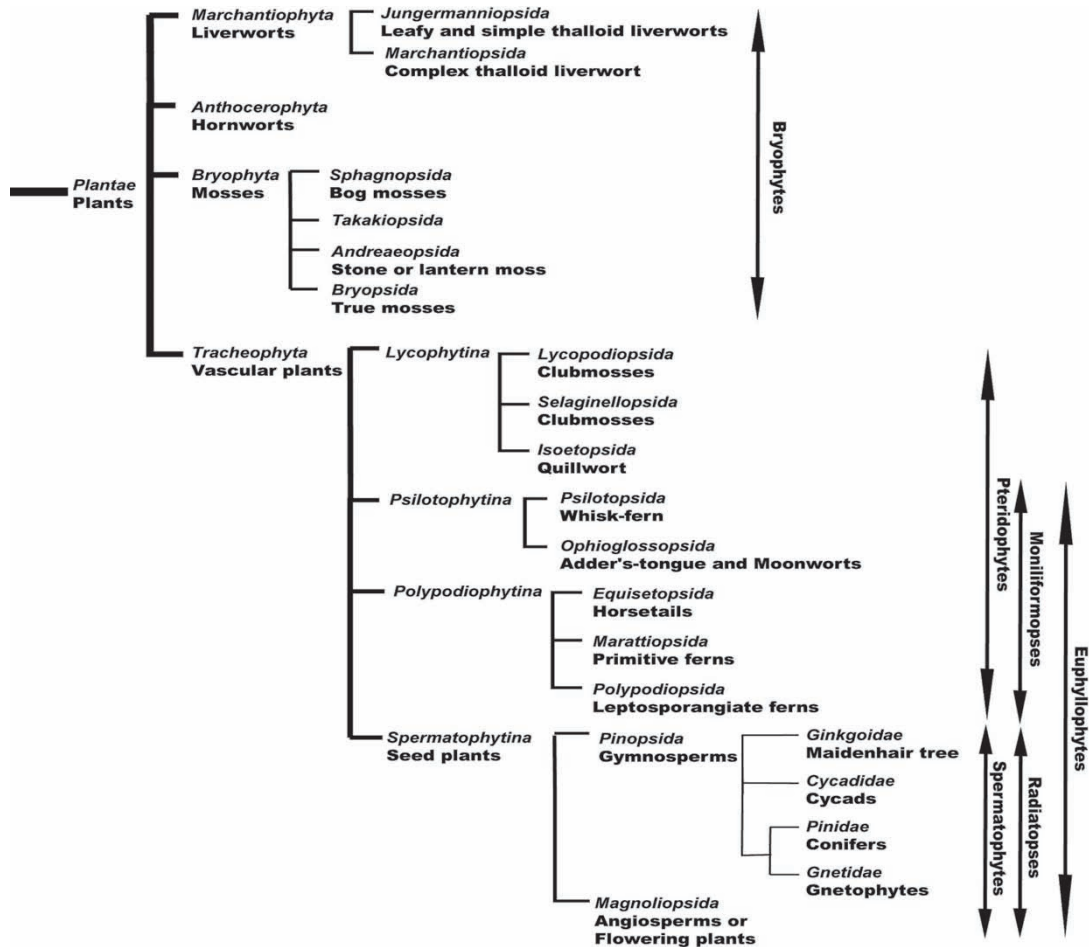 Marchantiophyta
Liverworts
Jungermanniopsida
Leafy and simple thalloid liverworts
Marchantiopsida
Complex thalloid liverwort
Anthocerophyta
Hornworts
Plantae
Plants
Bryophyta
Mosses
Sphagnopsida
Bog mosses
Takakiopsida
Andreaeopsida
Stone or lantern moss
Bryopsida
True mosses
Bryophytes
Tracheophyta
Vascular plants
Lycophytina
Lycopodiopsida
Clubmosses
Selaginellopsida
Clubmosses
Isoetopsida
Quillwort
Psilotophytina
Psilotopsida
Whisk-fern
Ophioglossopsida
Adder's-tongue and Moonworts
Polypodiophytina
Equisetopsida
Horsetails
Marattiopsida
Primitive ferns
Polypodiopsida
Leptosporangiate ferns
Spermatophytina
Seed plants
Pinopsida
Gymnosperms
Ginkgoidae
Maidenhair tree
Cycadidae
Cycads
Pinidae
Conifers
Gnetidae
Gnetophytes
Magnoliopsida
Angiosperms or
Flowering plants
Pteridophytes
Moniliformopses
Euphyllophytes
Spermatophytes
Radiatopses